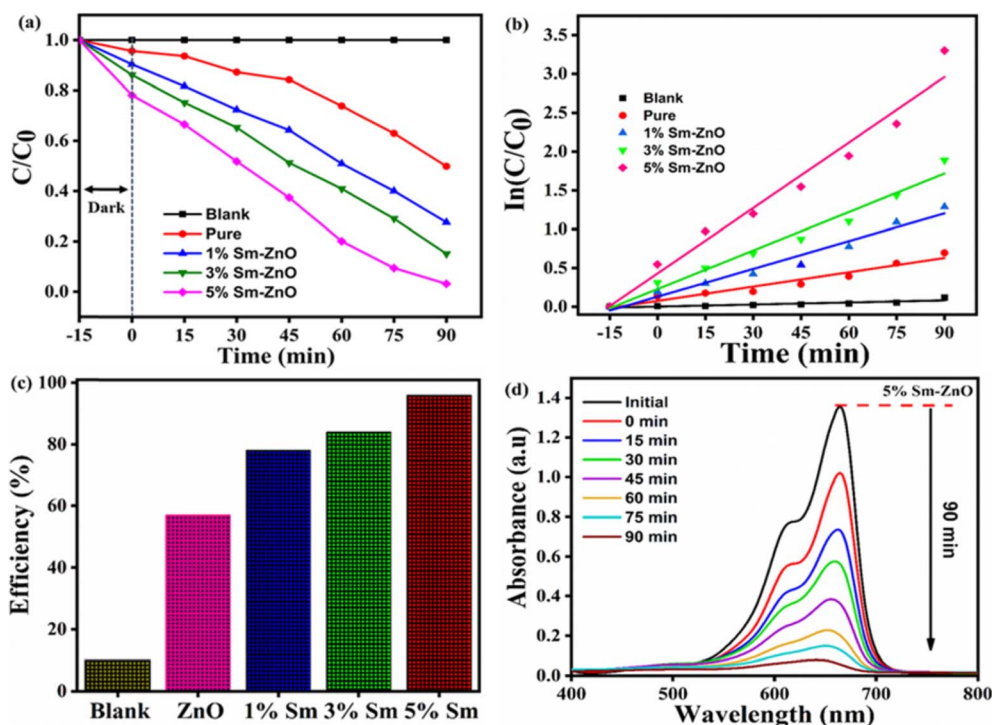 (a)
1.0
0.8
0.6
0.4
0.2
0.0
C/C0
Dark
Blank
Pure
1% Sm-ZnO
3% Sm-ZnO
5% Sm-ZnO
-15 0 15 30 45 60 75 90
Time (min)
(b)
3.5
3.0
2.5
2.0
1.5
1.0
0.5
0.0
In(C/C0)
Blank
Pure
1% Sm-ZnO
3% Sm-ZnO
5% Sm-ZnO
-15 0 15 30 45 60 75 90
Time (min)
(c)
100
80
60
40
20
0
Efficiency (%)
Blank ZnO 1% Sm 3% Sm 5% Sm
(d)
1.4
1.2
1.0
0.8
0.6
0.4
0.2
0.0
Absorbance (a.u)
Initial
0 min
15 min
30 min
45 min
60 min
75 min
90 min
5% Sm-ZnO
90 min
400 500 600 700 800
Wavelength (nm)